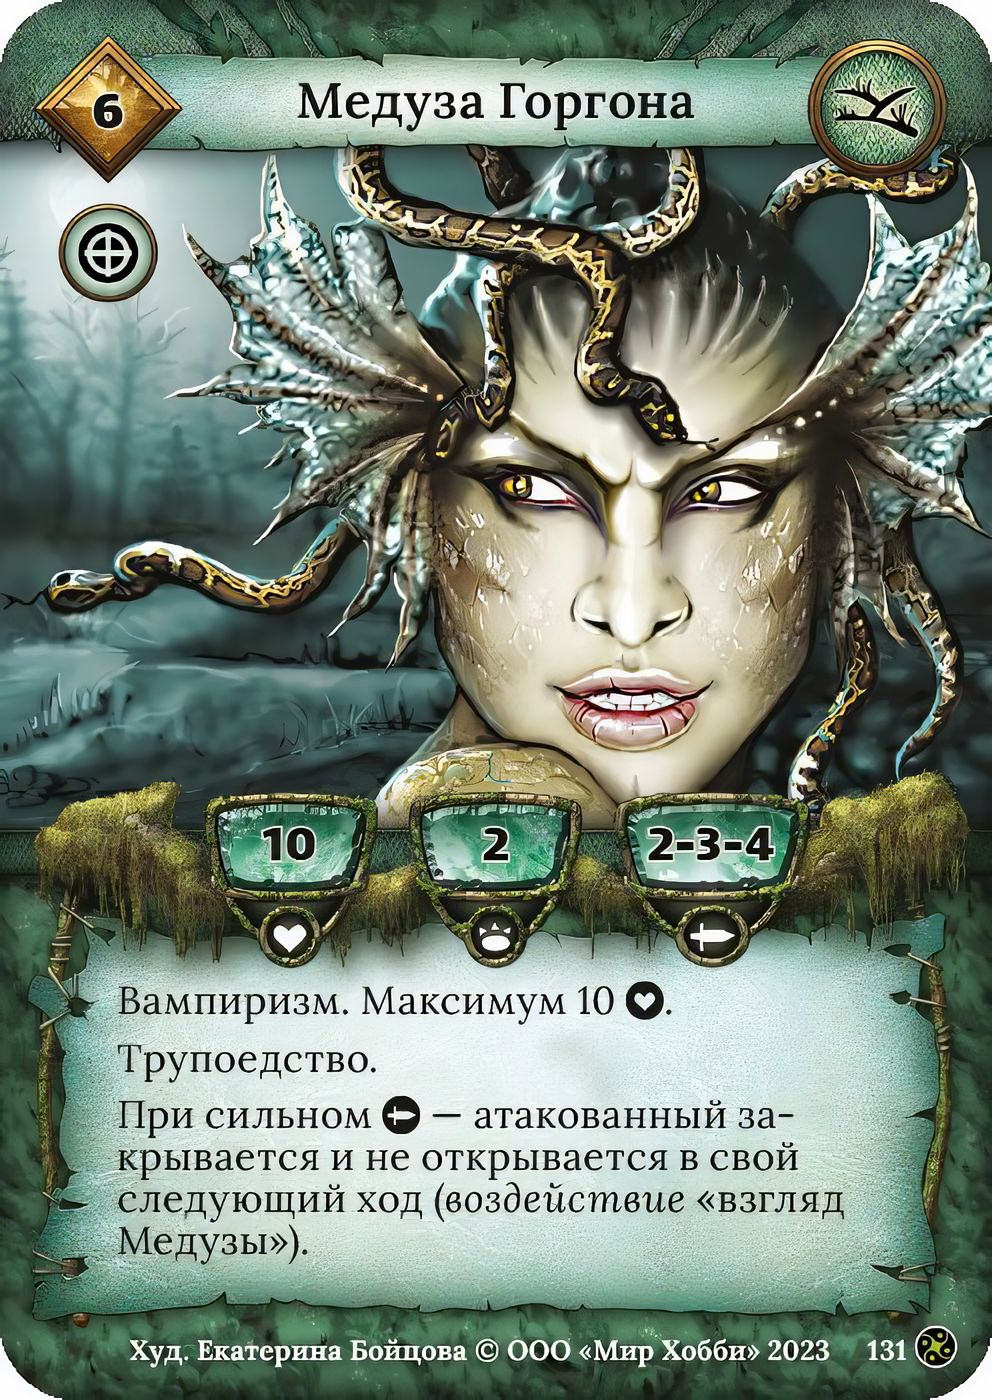 6
Медуза Горгона
10
2
2-3-4
Вампиризм. Максимум 10 .
Трупоедство.
При сильном — атакованный за-
крывается и не открывается в свой
следующий ход (воздействие «взгляд
Медузы»).
Худ. Екатерина Бойцова © ООО «Мир Хобби» 2023 131